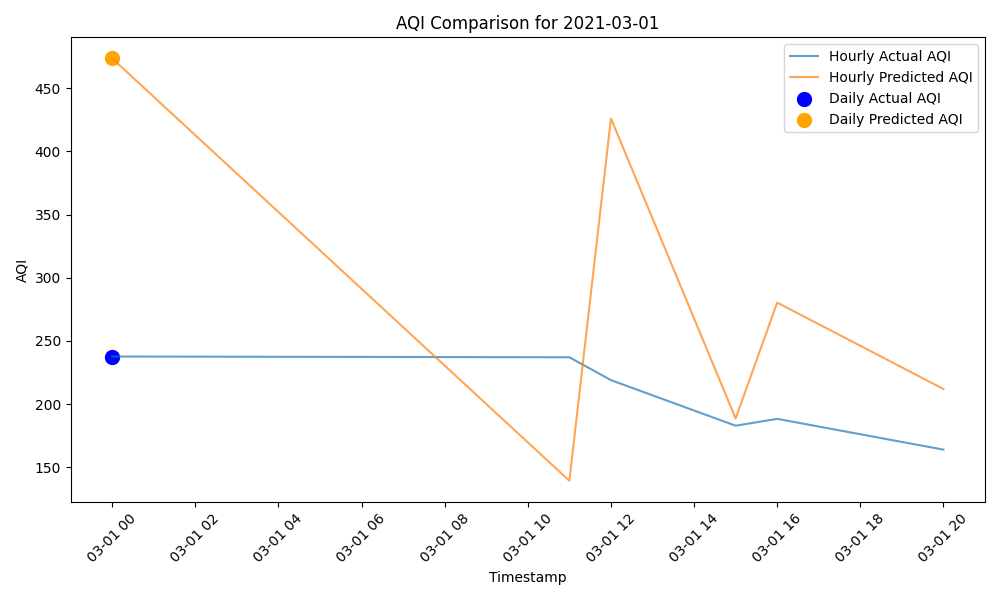 AQI Comparison for 2021-03-01
Hourly Actual AQI
Hourly Predicted AQI
Daily Actual AQI
Daily Predicted AQI
AQI
450
400
350
300
250
200
150
03-01 00
03-01 02
03-01 04
03-01 06
03-01 08
03-01 10
03-01 12
03-01 14
03-01 16
03-01 18
03-01 20
Timestamp